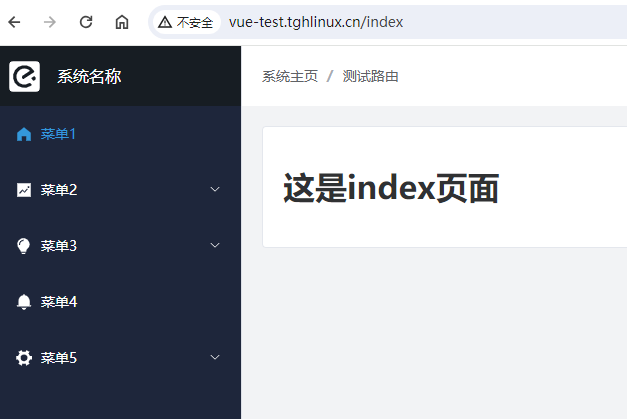 不安全 vue-test.tghlinux.cn/index
系统名称
系统主页 / 测试路由
菜单1
菜单2
菜单3
菜单4
菜单5
这是index页面